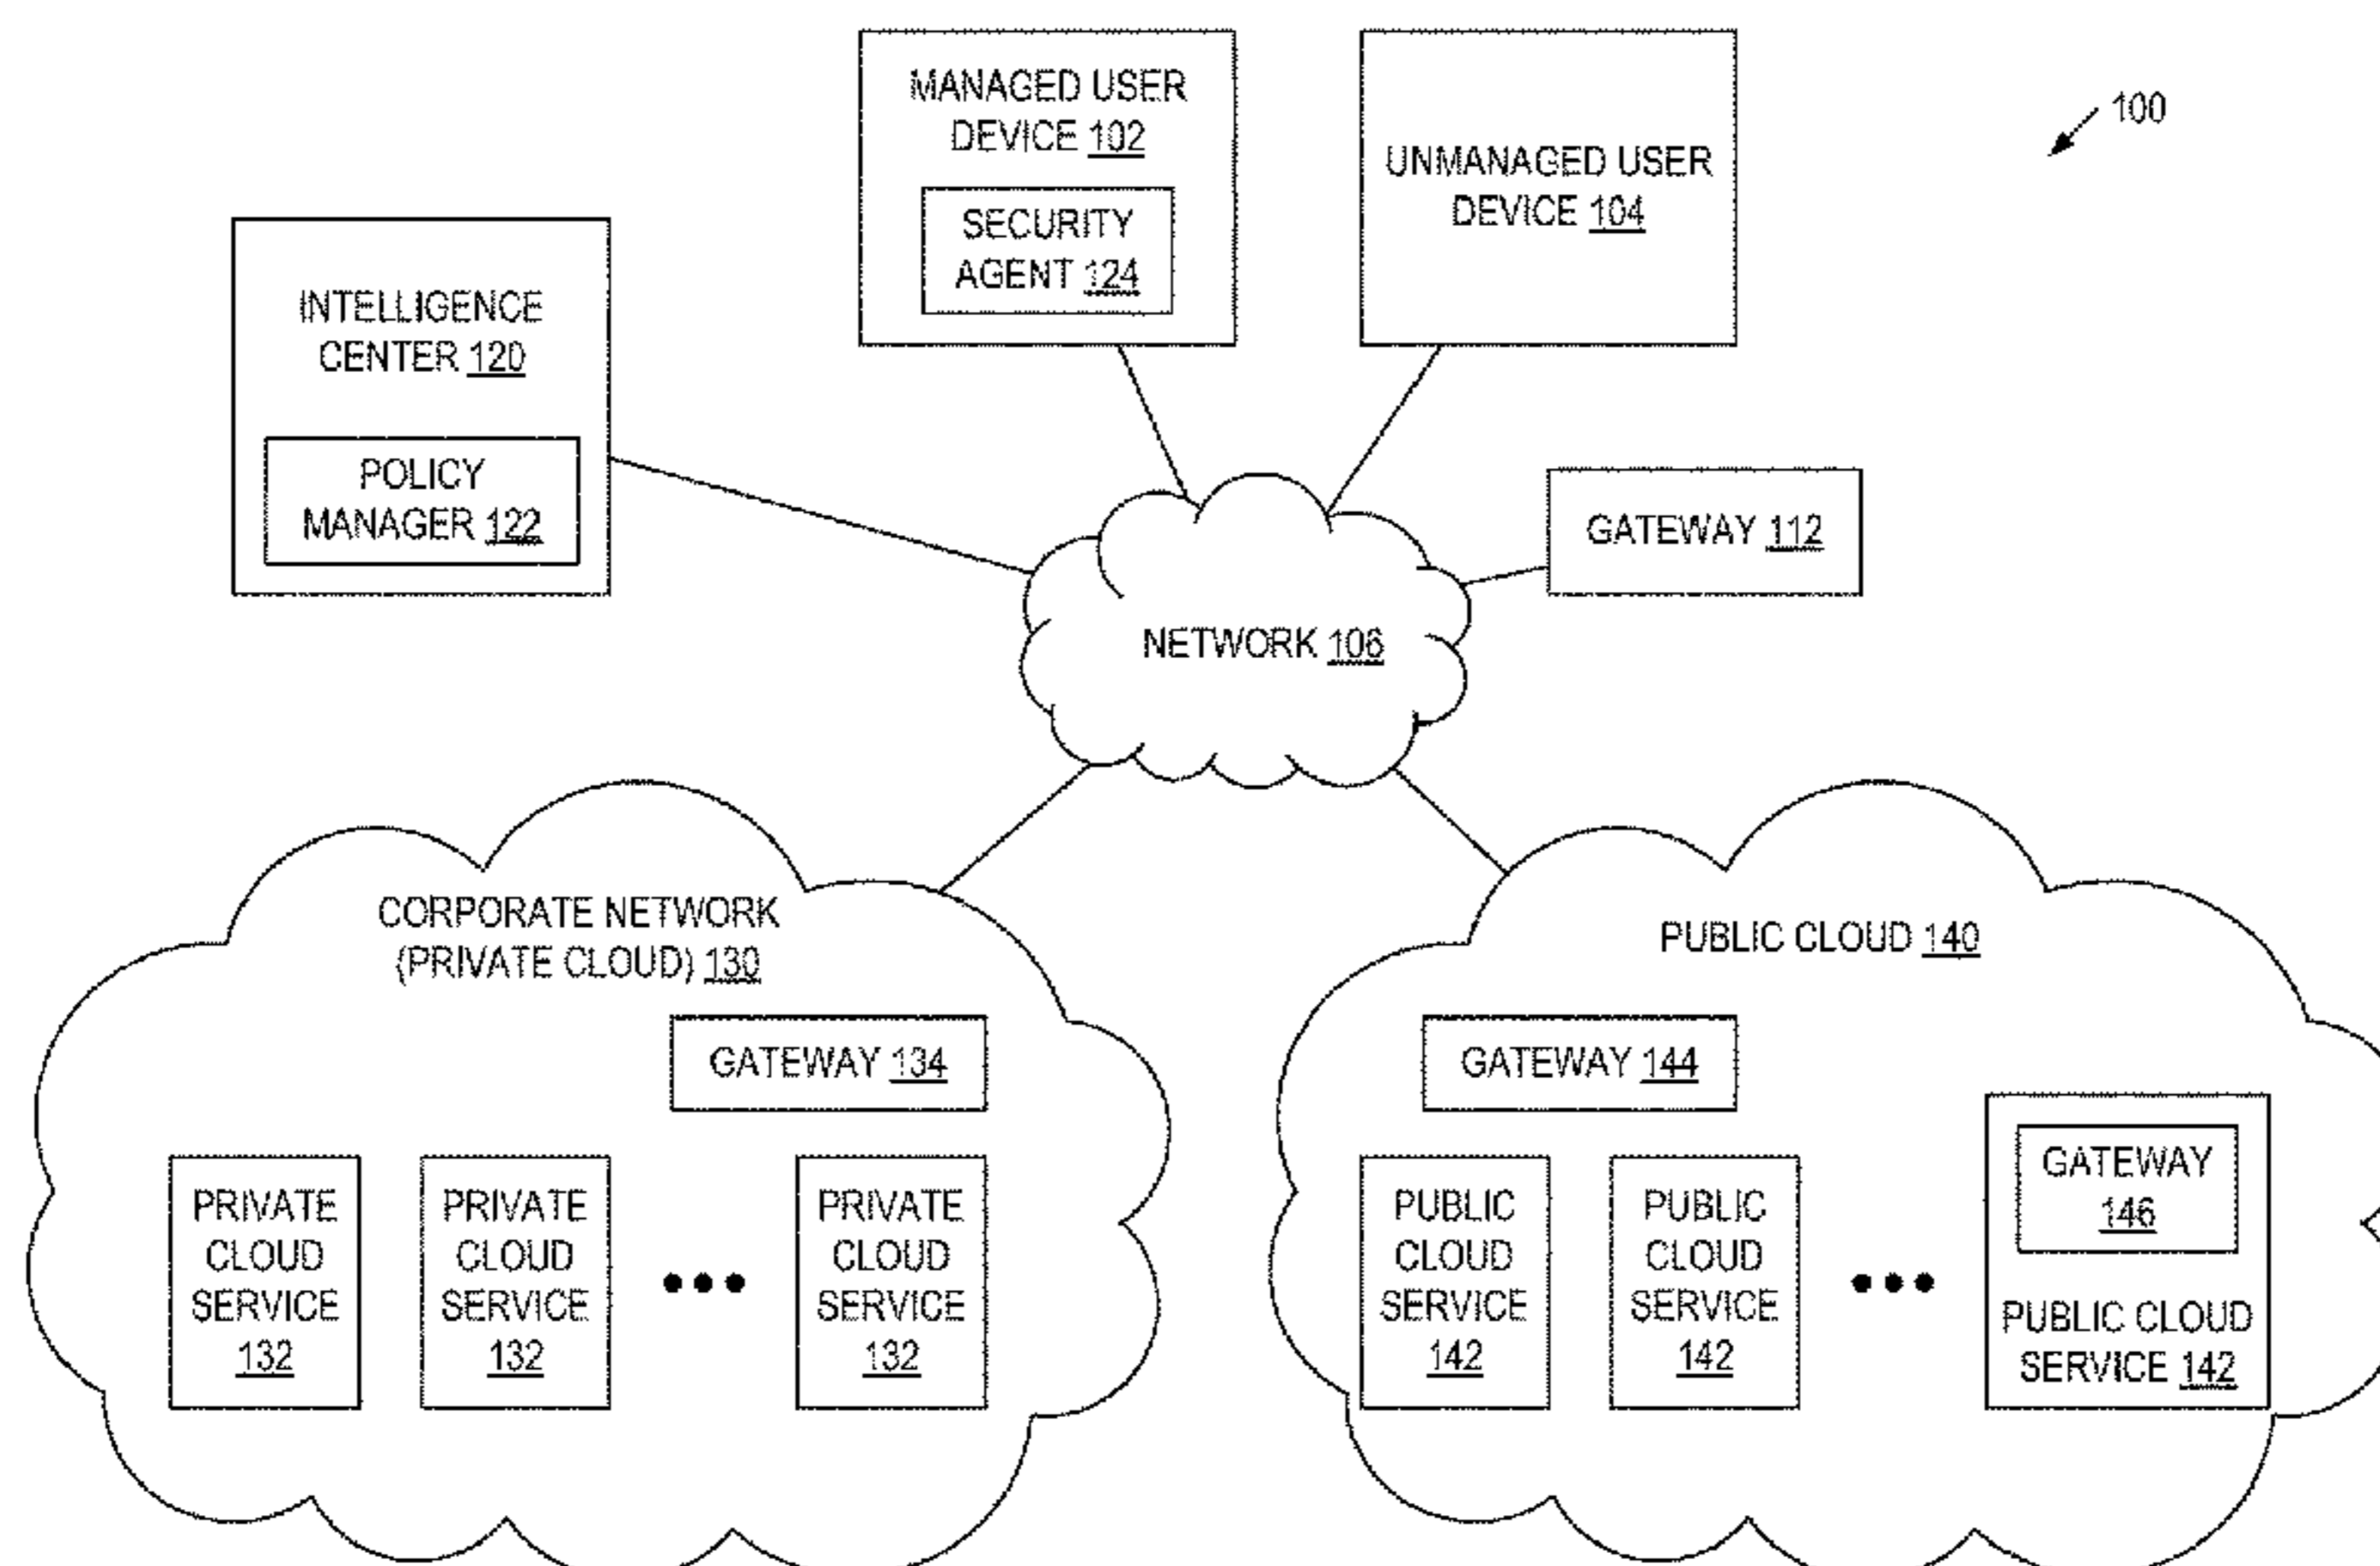 MANAGED USER
DEVICE 102
SECURITY
AGENT 124
UNMANAGED USER
DEVICE 104
100
INTELLIGENCE
CENTER 120
POLICY
MANAGER 122
GATEWAY 112
NETWORK 106
CORPORATE NETWORK
(PRIVATE CLOUD) 130
GATEWAY 134
PRIVATE
CLOUD
SERVICE
132
PRIVATE
CLOUD
SERVICE
132
•••
PRIVATE
CLOUD
SERVICE
132
PUBLIC CLOUD 140
GATEWAY 144
PUBLIC
CLOUD
SERVICE
142
PUBLIC
CLOUD
SERVICE
142
•••
GATEWAY
146
PUBLIC CLOUD
SERVICE 142